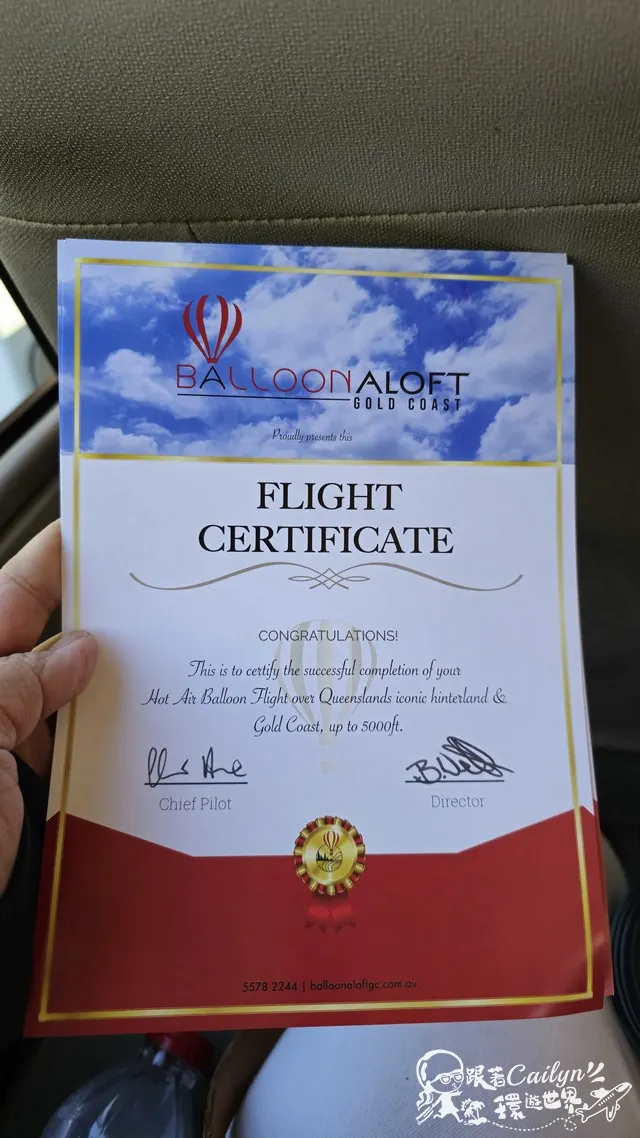 BALLOONALOFT
GOLD COAST
Proudly presents this
FLIGHT
CERTIFICATE
CONGRATULATIONS!
This is to certify the successful completion of your
Hot Air Balloon Flight over Queenslands iconic hinterland &
Gold Coast, up to 5000ft.
Chief Pilot
Director
5578 2244 | balloonaloftgc.com.au
跟著Cailyn
環遊世界